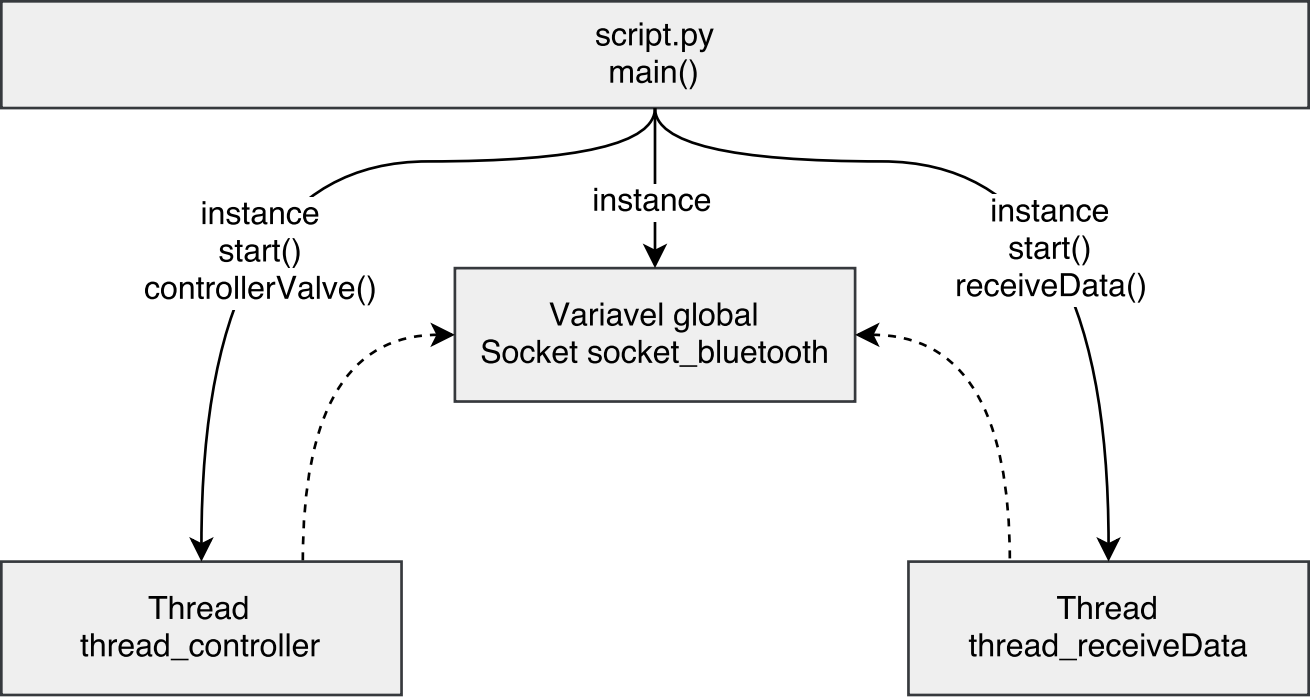 script.py
main()
instance
start()
controllerValve()
instance
instance
start()
receiveData()
Variavel global
Socket socket_bluetooth
Thread
thread_controller
Thread
thread_receiveData